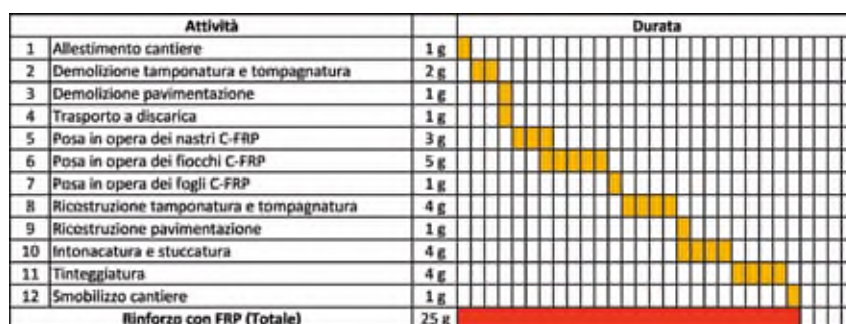 Attività Durata
1 Allestimento cantiere 1 g
2 Demolizione tamponatura e tompagnatura 2 g
3 Demolizione pavimentazione 1 g
4 Trasporto a discarica 1 g
5 Posa in opera dei nastri C-FRP 3 g
6 Posa in opera dei fiocchi C-FRP 5 g
7 Posa in opera dei fogli C-FRP 1 g
8 Ricostruzione tamponatura e tompagnatura 4 g
9 Ricostruzione pavimentazione 1 g
10 Intonacatura e stuccatura 4 g
11 Tinteggiatura 4 g
12 Smobilizzo cantiere 1 g
Rinforzo con FRP (Totale) 25 g